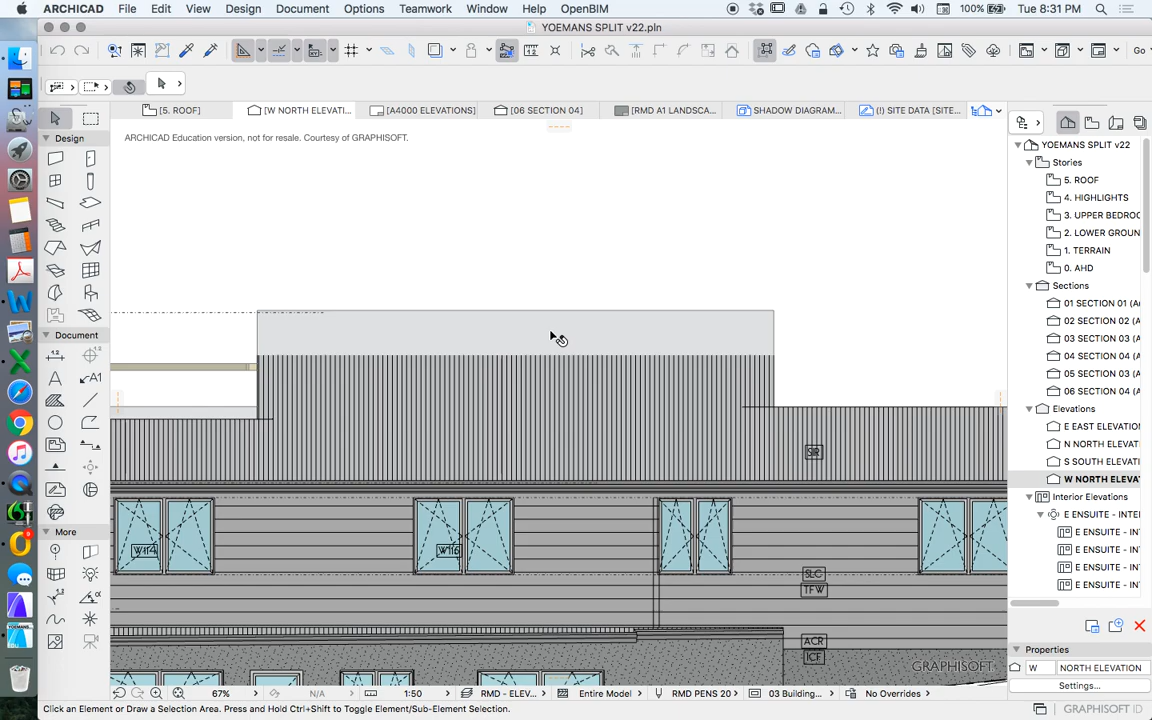 ARCHICAD File Edit View Design Document Options Teamwork Window Help OpenBIM 100% Tue 8:31 PM
YOEMANS SPLIT v22.pln
Go
[5. ROOF] [W NORTH ELEVATI... [A4000 ELEVATIONS] [06 SECTION 04] [RMD A1 LANDSCA... SHADOW DIAGRAM... (!) SITE DATA [SITE...
ARCHICAD Education version, not for resale. Courtesy of GRAPHISOFT.
Design
Document
A
A1
More
SIR
W114
W116
SLC
TFW
ACR
ICF
GRAPHISOFT.
YOEMANS SPLIT v22
Stories
5. ROOF
4. HIGHLIGHTS
3. UPPER BEDROC
2. LOWER GROUN
1. TERRAIN
0. AHD
Sections
01 SECTION 01 (A
02 SECTION 02 (A
03 SECTION 03 (A
04 SECTION 04 (A
05 SECTION 03 (A
06 SECTION 04 (A
Elevations
E EAST ELEVATION
N NORTH ELEVATI
S SOUTH ELEVATI
W NORTH ELEVA
Interior Elevations
E ENSUITE - INTE
E ENSUITE - IN
E ENSUITE - IN
E ENSUITE - IN
E ENSUITE - IN
Properties
W NORTH ELEVATION
Settings...
67% N/A 1:50 RMD - ELEV... Entire Model RMD PENS 20... 03 Building... No Overrides
Click an Element or Draw a Selection Area. Press and Hold Ctrl+Shift to Toggle Element/Sub-Element Selection.
GRAPHISOFT ID